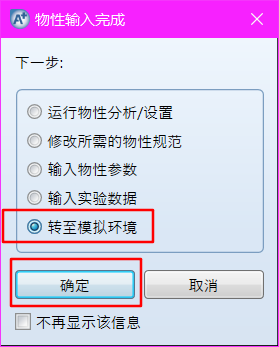 物性输入完成
下一步:
运行物性分析/设置
修改所需的物性规范
输入物性参数
输入实验数据
转至模拟环境
确定
取消
不再显示该信息